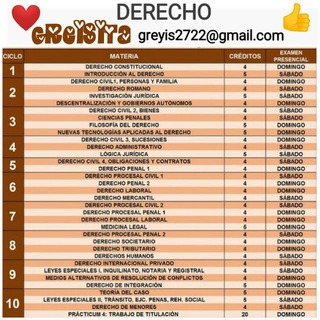 DERECHO
GREISITA
greyis2722@gmail.com
CICLO MATERIA CRÉDITOS EXAMEN PRESENCIAL
1 DERECHO CONSTITUCIONAL 4 DOMINGO
INTRODUCCIÓN AL DERECHO 5 SÁBADO
2 DERECHO CIVIL1, PERSONAS Y FAMILIA 4 DOMINGO
DERECHO ROMANO 4 SÁBADO
INVESTIGACIÓN JURÍDICA 5 SÁBADO
DESCENTRALIZACIÓN Y GOBIERNOS AUTÓNOMOS 5 DOMINGO
3 DERECHO CIVIL 2, BIENES 4 SÁBADO
CIENCIAS PENALES 4 SÁBADO
FILOSOFÍA DEL DERECHO 4 DOMINGO
NUEVAS TECNOLOGÍAS APLICADAS AL DERECHO 5 DOMINGO
4 DERECHO CIVIL 3, SUCESIONES 4 DOMINGO
DERECHO ADMINISTRATIVO 4 SÁBADO
LÓGICA JURÍDICA 5 SÁBADO
5 DERECHO CIVIL 4, OBLIGACIONES Y CONTRATOS 4 SÁBADO
DERECHO PENAL 1 4 DOMINGO
6 DERECHO PROCESAL CIVIL 1 4 SÁBADO
DERECHO PENAL 2 4 DOMINGO
DERECHO LABORAL 4 DOMINGO
DERECHO MERCANTIL 4 SÁBADO
7 DERECHO PROCESAL CIVIL 2 4 DOMINGO
DERECHO PROCESAL PENAL 1 4 DOMINGO
MEDICINA LEGAL 5 SÁBADO
8 DERECHO PROCESAL PENAL 2 4 SÁBADO
DERECHO SOCIETARIO 4 DOMINGO
DERECHO TRIBUTARIO 4 DOMINGO
DERECHOS HUMANOS 4 SÁBADO
9 DERECHO INTERNACIONAL PRIVADO 4 SÁBADO
LEYES ESPECIALES I, INQUILINATO, NOTARIA Y REGISTRAL 4 SÁBADO
MEDIOS ALTERNATIVOS DE RESOLUCIÓN DE CONFLICTOS 4 DOMINGO
DERECHO DE INTEGRACIÓN 5 DOMINGO
10 TEORÍA DEL CASO 4 DOMINGO
LEYES ESPECIALES II, TRÁNSITO, EJC. PENAS, REH. SOCIAL 5 SÁBADO
DERECHO DE MENORES 4 SÁBADO
PRÁCTICUM 4: TRABAJO DE TITULACIÓN 20 DOMINGO